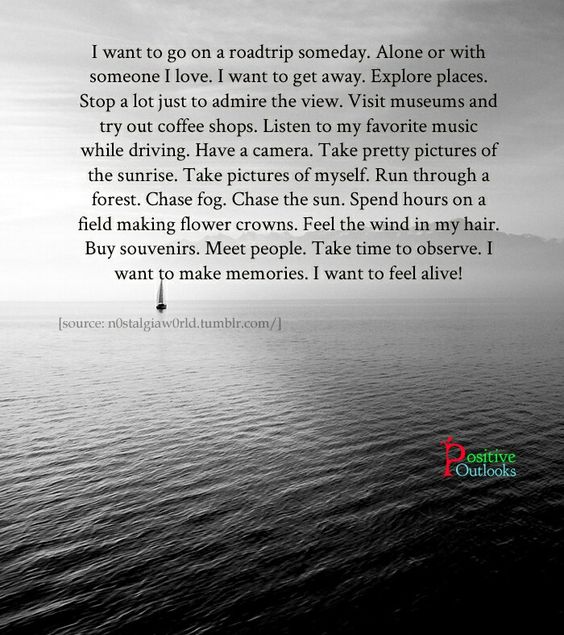 I want to go on a roadtrip someday. Alone or with
someone I love. I want to get away. Explore places.
Stop a lot just to admire the view. Visit museums and
try out coffee shops. Listen to my favorite music
while driving. Have a camera. Take pretty pictures of
the sunrise. Take pictures of myself. Run through a
forest. Chase fog. Chase the sun. Spend hours on a
field making flower crowns. Feel the wind in my hair.
Buy souvenirs. Meet people. Take time to observe. I
want to make memories. I want to feel alive!
[source: n0stalgiaw0rld.tumblr.com/]
Positive
Outlooks